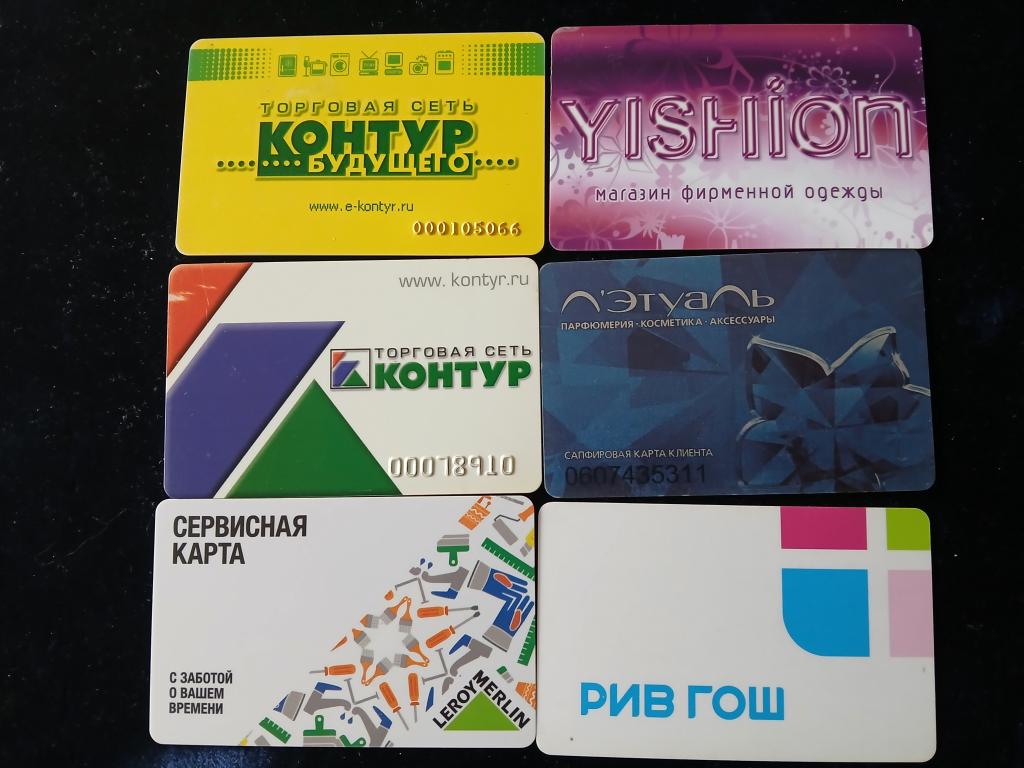 ТОРГОВАЯ СЕТЬ
КОНТУР
БУДУЩЕГО
www.e-kontyr.ru
000105066
YISHION
магазин фирменной одежды
www.kontyr.ru
ТОРГОВАЯ СЕТЬ
КОНТУР
Л'ЭТУАЛЬ
ПАРФЮМЕРИЯ·КОСМЕТИКА·АКСЕССУАРЫ
САПФИРОВАЯ КАРТА КЛИЕНТА
0607435311
СЕРВИСНАЯ
КАРТА
С ЗАБОТОЙ
О ВАШЕМ
ВРЕМЕНИ
LEROY MERLIN
РИВ ГОШ